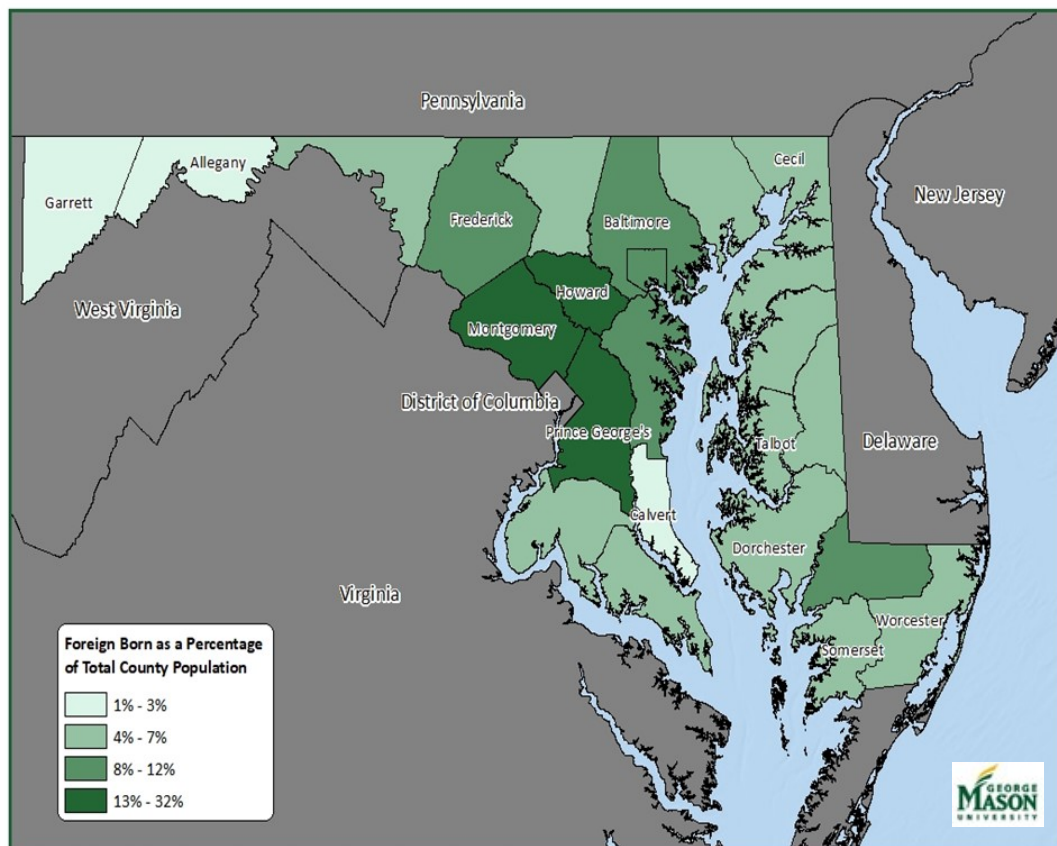 Pennsylvania
Allegany
Cecil
Garrett
New Jersey
Frederick
Baltimore
West Virginia
Howard
Montgomery
District of Columbia
Prince George's
Talbot
Delaware
Calvert
Dorchester
Virginia
Worcester
Somerset
Foreign Born as a Percentage
of Total County Population
1% - 3%
4% - 7%
8% - 12%
13% - 32%
GEORGE
MASON
UNIVERSITY